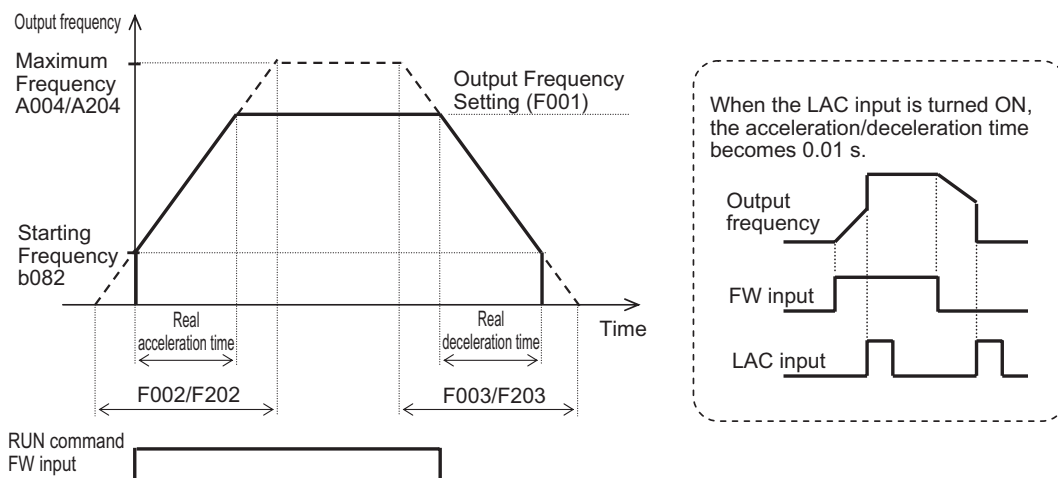 Output frequency
Maximum
Frequency
A004/A204
Output Frequency
Setting (F001)
Starting
Frequency
b082
Real
acceleration time
Real
deceleration time
Time
F002/F202
F003/F203
RUN command
FW input
When the LAC input is turned ON,
the acceleration/deceleration time
becomes 0.01 s.
Output
frequency
FW input
LAC input